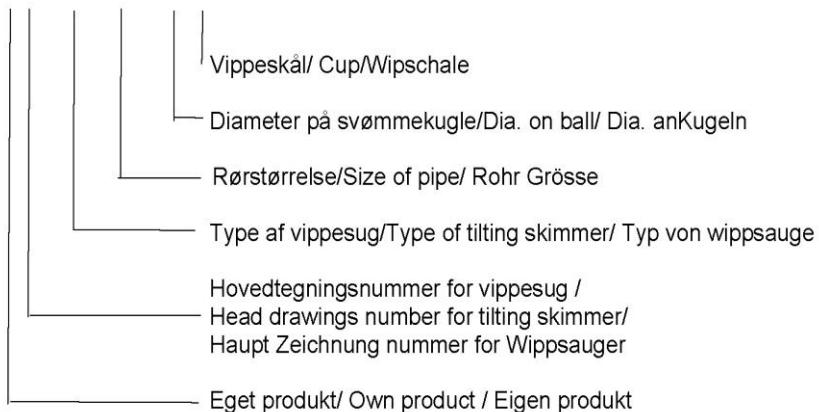 Vippeskål/ Cup/Wipschale
Diameter på svømmekugle/Dia. on ball/ Dia. anKugeln
Rørstørrelse/Size of pipe/ Rohr Grösse
Type af vippesug/Type of tilting skimmer/ Typ von wippsauge
Hovedtegningsnummer for vippesug /
Head drawings number for tilting skimmer/
Haupt Zeichnung nummer for Wippsauger
Eget produkt/ Own product / Eigen produkt